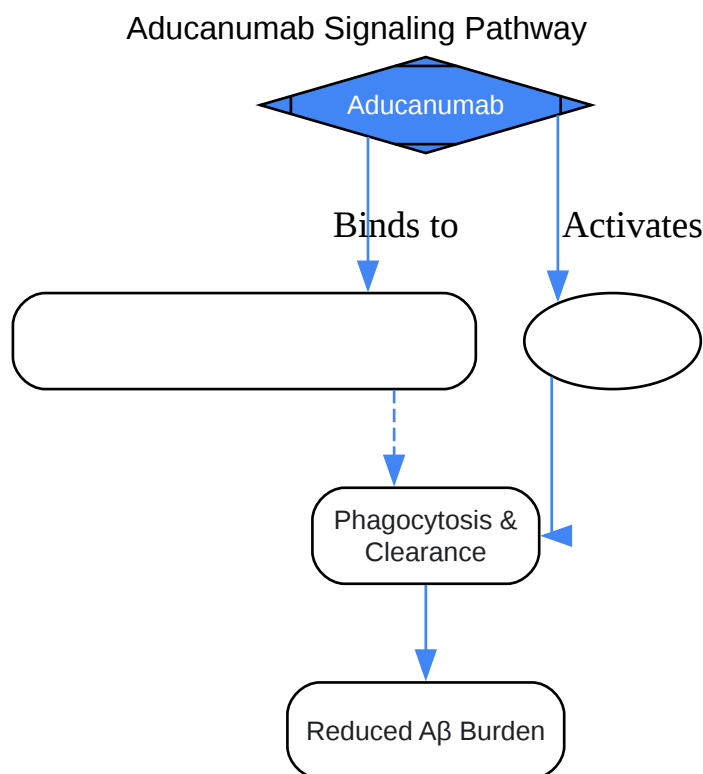 Aducanumab Signaling Pathway
Aducanumab
Binds to
Activates
Phagocytosis &
Clearance
Reduced Aβ Burden